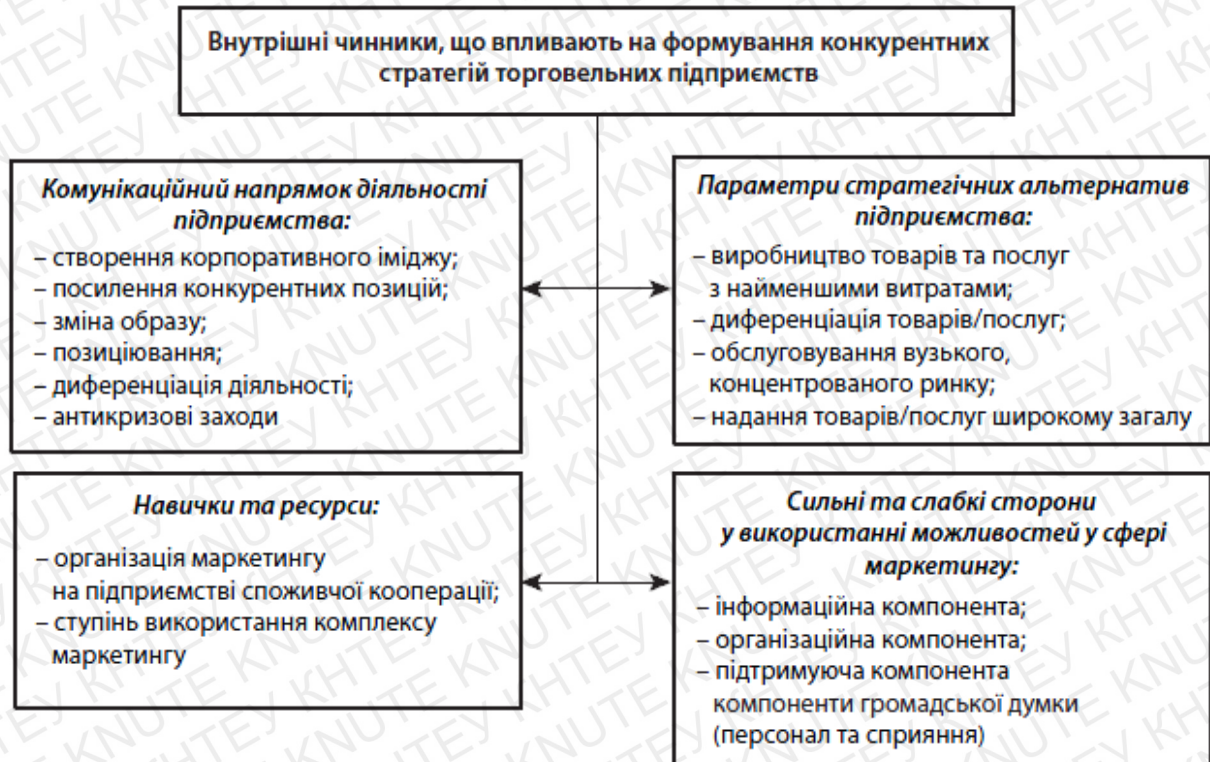 Внутрішні чинники, що впливають на формування конкурентних
стратегій торговельних підприємств
Комунікаційний напрямок діяльності
підприємства:
– створення корпоративного іміджу;
– посилення конкурентних позицій;
– зміна образу;
– позиціювання;
– диференціація діяльності;
– антикризові заходи
Параметри стратегічних альтернатив
підприємства:
– виробництво товарів та послуг
з найменшими витратами;
– диференціація товарів/послуг;
– обслуговування вузького,
концентрованого ринку;
– надання товарів/послуг широкому загалу
Навички та ресурси:
– організація маркетингу
на підприємстві споживчої кооперації;
– ступінь використання комплексу
маркетингу
Сильні та слабкі сторони
у використанні можливостей у сфері
маркетингу:
– інформаційна компонента;
– організаційна компонента;
– підтримуюча компонента
компоненти громадської думки
(персонал та сприяння)